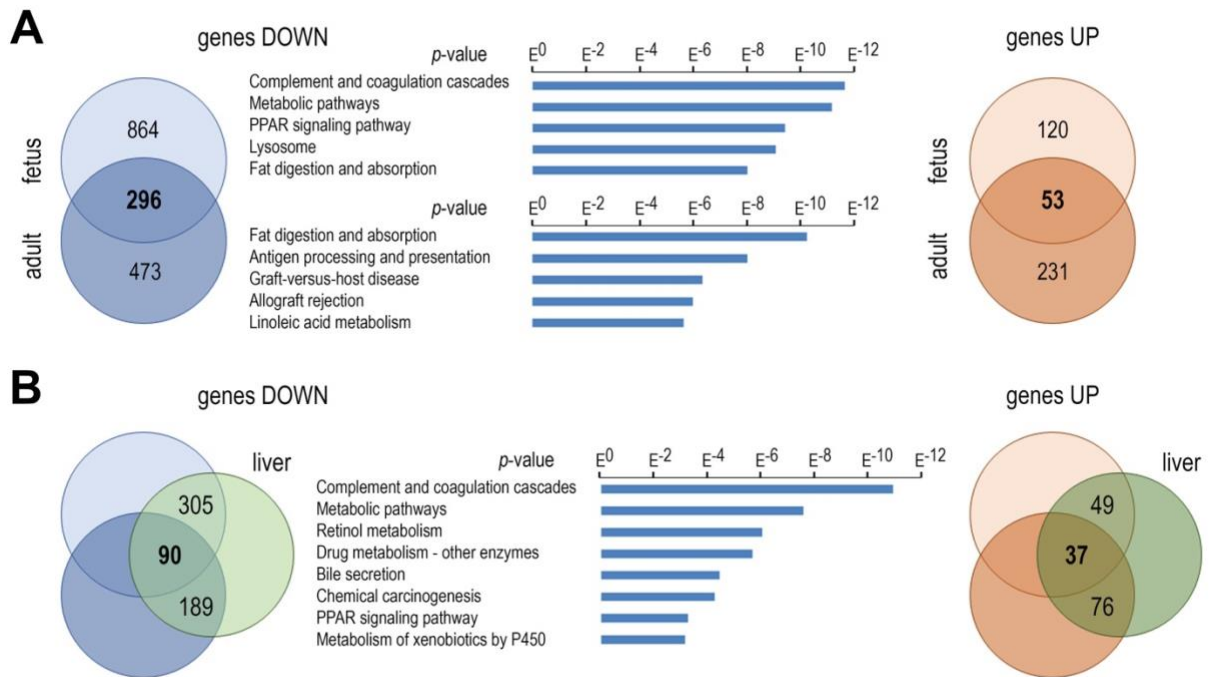 A
genes DOWN
genes UP
p-value
E0 E-2 E-4 E-6 E-8 E-10 E-12
fetus
adult
864
296
473
Complement and coagulation cascades
Metabolic pathways
PPAR signaling pathway
Lysosome
Fat digestion and absorption
p-value
E0 E-2 E-4 E-6 E-8 E-10 E-12
Fat digestion and absorption
Antigen processing and presentation
Graft-versus-host disease
Allograft rejection
Linoleic acid metabolism
fetus
adult
120
53
231
B
genes DOWN
genes UP
liver
305
90
189
p-value
E0 E-2 E-4 E-6 E-8 E-10 E-12
Complement and coagulation cascades
Metabolic pathways
Retinol metabolism
Drug metabolism - other enzymes
Bile secretion
Chemical carcinogenesis
PPAR signaling pathway
Metabolism of xenobiotics by P450
liver
49
37
76